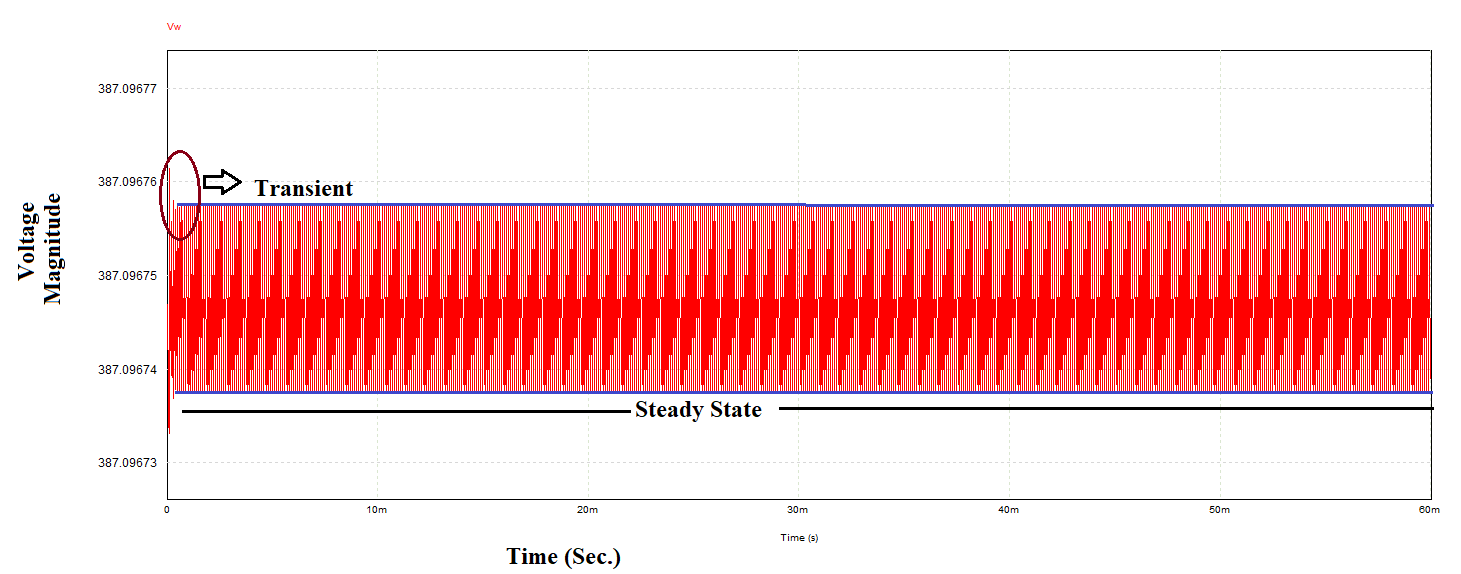 Vw
387.09677
387.09676
Transient
Voltage
Magnitude
387.09675
387.09674
Steady State
387.09673
0
10m
20m
30m
40m
50m
60m
Time (s)
Time (Sec.)